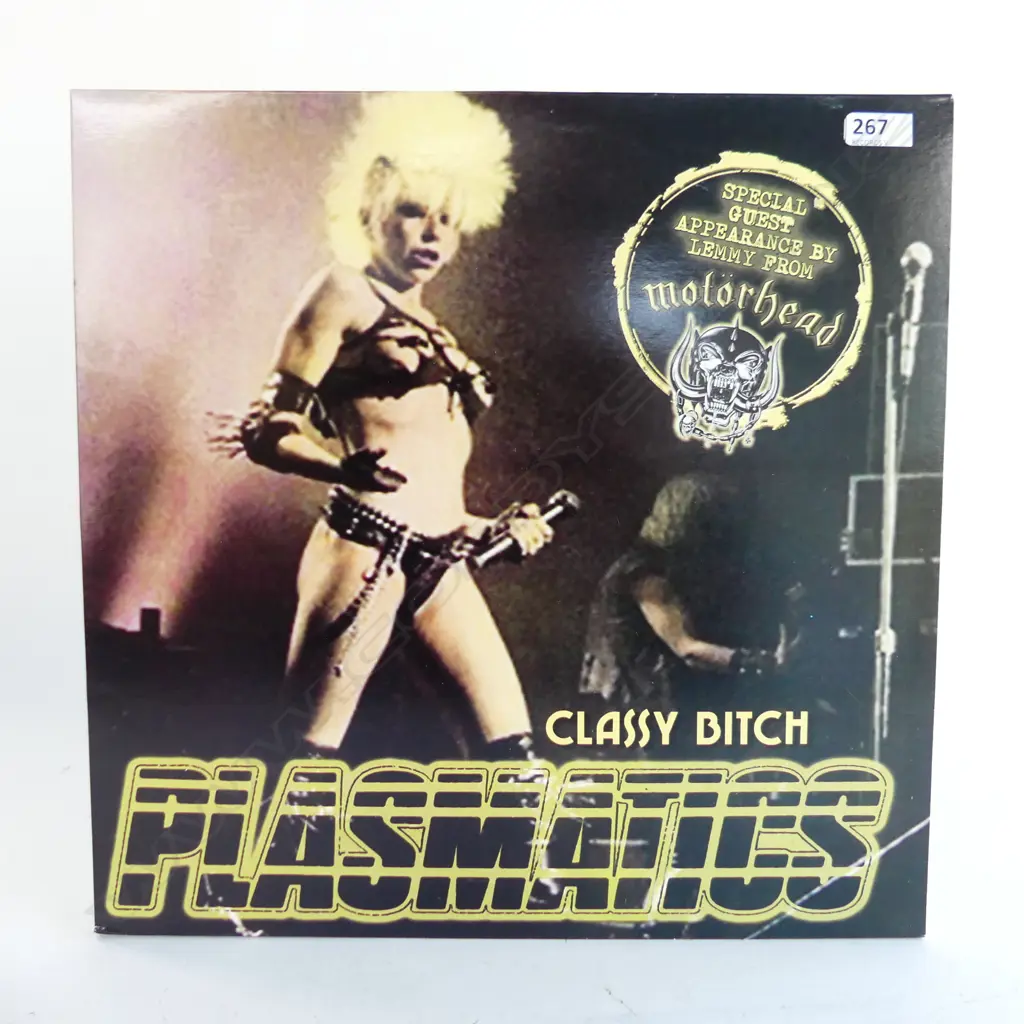 267
SPECIAL
GUEST
APPEARANCE BY
LEMMY FROM
motörhead
CLASSY BITCH
PLASMATICS